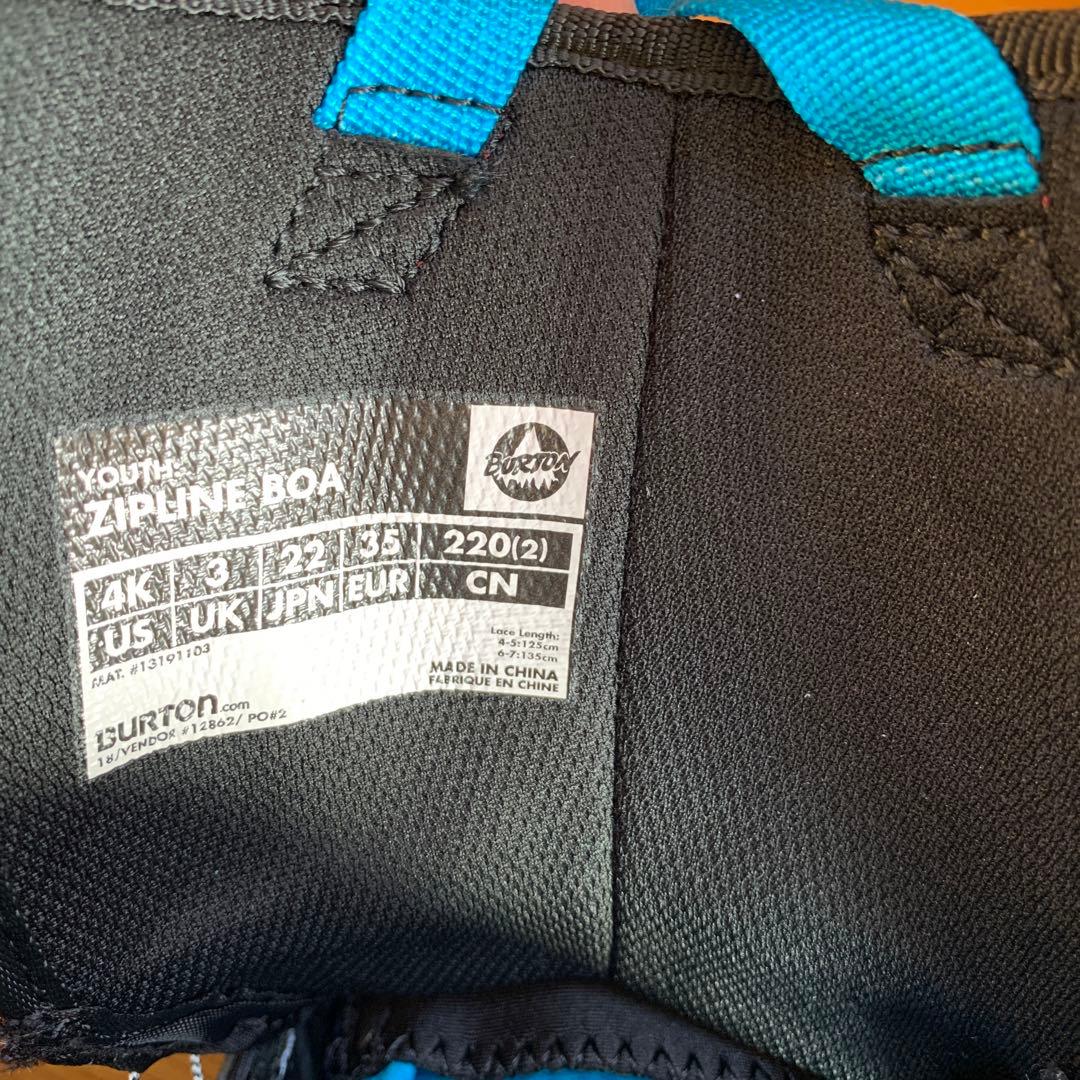 YOUTH:
ZIPLINE BOA
BURTON
4K 3 22 35 220(2)
US UK JPN EUR CN
MAT. #13191103
Lace Length:
4-5:125cm
6-7:135cm
MADE IN CHINA
FABRIQUE EN CHINE
BURTON.com
18/VENDOR #12862/ PO#2